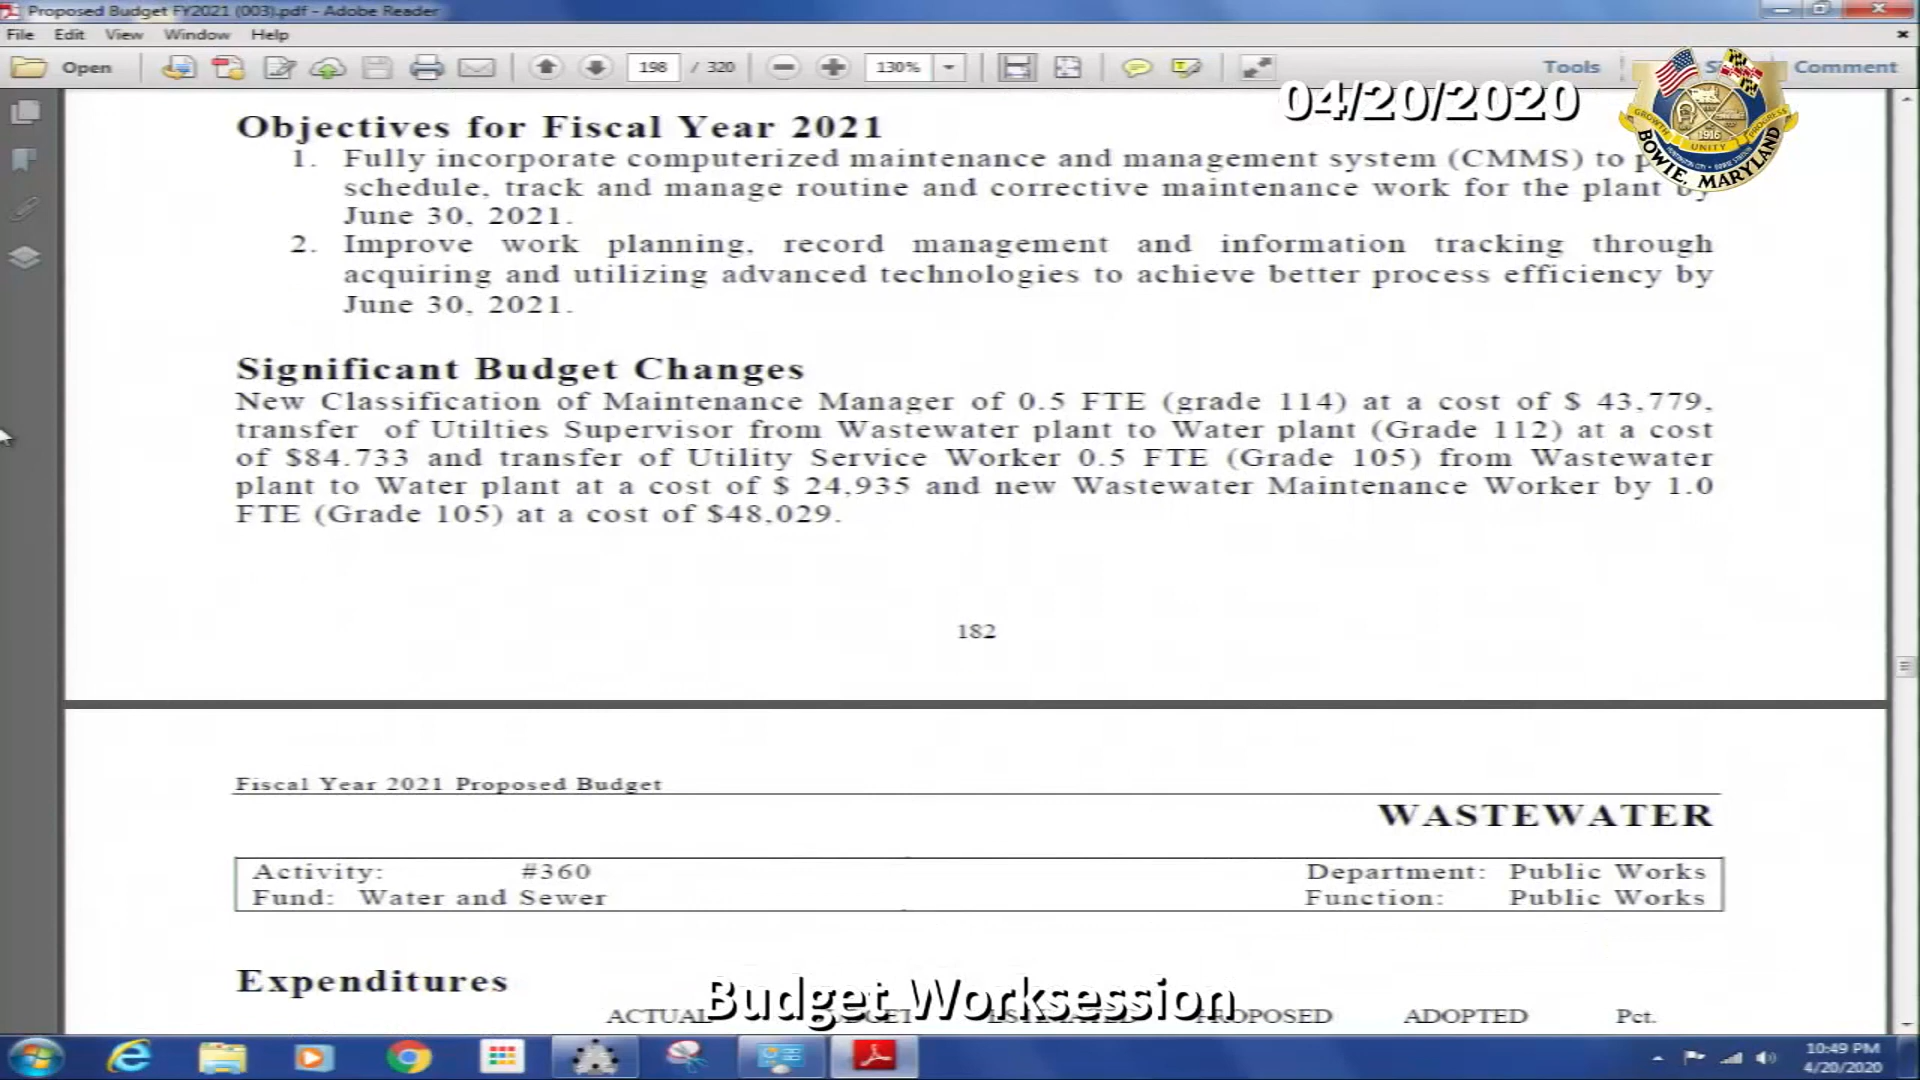 Proposed Budget FY2021 (003).pdf - Adobe Reader
File Edit View Window Help
Open 198 / 320 130% Tools Comment
04/20/2020
GROWTH PROGRESS
1916
UNITY
BOWIE, MARYLAND
Objectives for Fiscal Year 2021
1. Fully incorporate computerized maintenance and management system (CMMS) to
schedule, track and manage routine and corrective maintenance work for the plant by
June 30, 2021.
2. Improve work planning, record management and information tracking through
acquiring and utilizing advanced technologies to achieve better process efficiency by
June 30, 2021.
Significant Budget Changes
New Classification of Maintenance Manager of 0.5 FTE (grade 114) at a cost of $ 43,779,
transfer of Utilties Supervisor from Wastewater plant to Water plant (Grade 112) at a cost
of $84.733 and transfer of Utility Service Worker 0.5 FTE (Grade 105) from Wastewater
plant to Water plant at a cost of $ 24,935 and new Wastewater Maintenance Worker by 1.0
FTE (Grade 105) at a cost of $48,029.
182
Fiscal Year 2021 Proposed Budget
WASTEWATER
Activity: #360 Department: Public Works
Fund: Water and Sewer Function: Public Works
Expenditures
Budget Worksession
ACTUAL BUDGET ESTIMATED PROPOSED ADOPTED Pct.
10:49 PM
4/20/2020